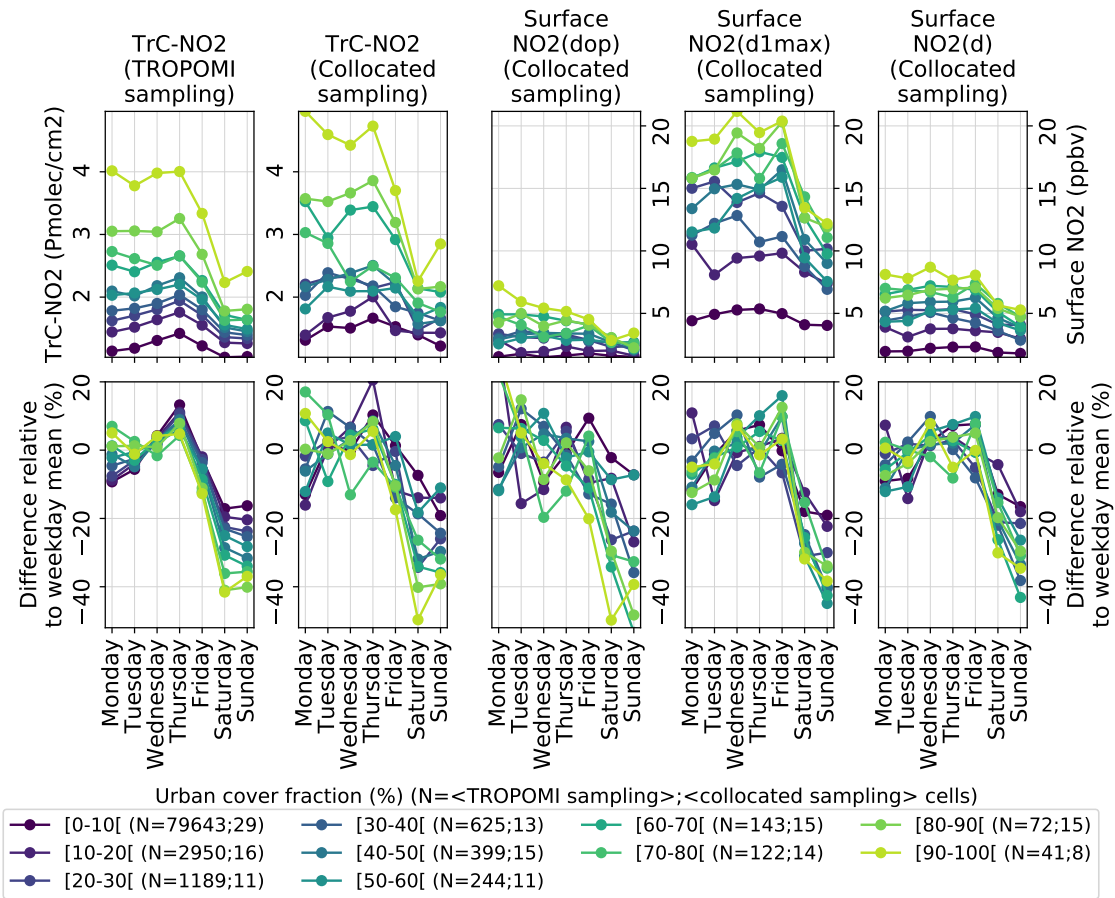 TrC-NO2
(TROPOMI
sampling)
TrC-NO2
(Collocated
sampling)
Surface
NO2(dop)
(Collocated
sampling)
Surface
NO2(d1max)
(Collocated
sampling)
Surface
NO2(d)
(Collocated
sampling)
TrC-NO2 (Pmolec/cm2)
4
3
2
4
3
2
20
15
10
5
20
15
10
5
20
15
10
5
Surface NO2 (ppbv)
Difference relative
to weekday mean (%)
20
0
−20
−40
20
0
−20
−40
20
0
−20
−40
20
0
−20
−40
20
0
−20
−40
Difference relative
to weekday mean (%)
Monday
Tuesday
Wednesday
Thursday
Friday
Saturday
Sunday
Monday
Tuesday
Wednesday
Thursday
Friday
Saturday
Sunday
Monday
Tuesday
Wednesday
Thursday
Friday
Saturday
Sunday
Monday
Tuesday
Wednesday
Thursday
Friday
Saturday
Sunday
Monday
Tuesday
Wednesday
Thursday
Friday
Saturday
Sunday
Urban cover fraction (%) (N=<TROPOMI sampling>;<collocated sampling> cells)
[0-10[ (N=79643;29)
[10-20[ (N=2950;16)
[20-30[ (N=1189;11)
[30-40[ (N=625;13)
[40-50[ (N=399;15)
[50-60[ (N=244;11)
[60-70[ (N=143;15)
[70-80[ (N=122;14)
[80-90[ (N=72;15)
[90-100[ (N=41;8)